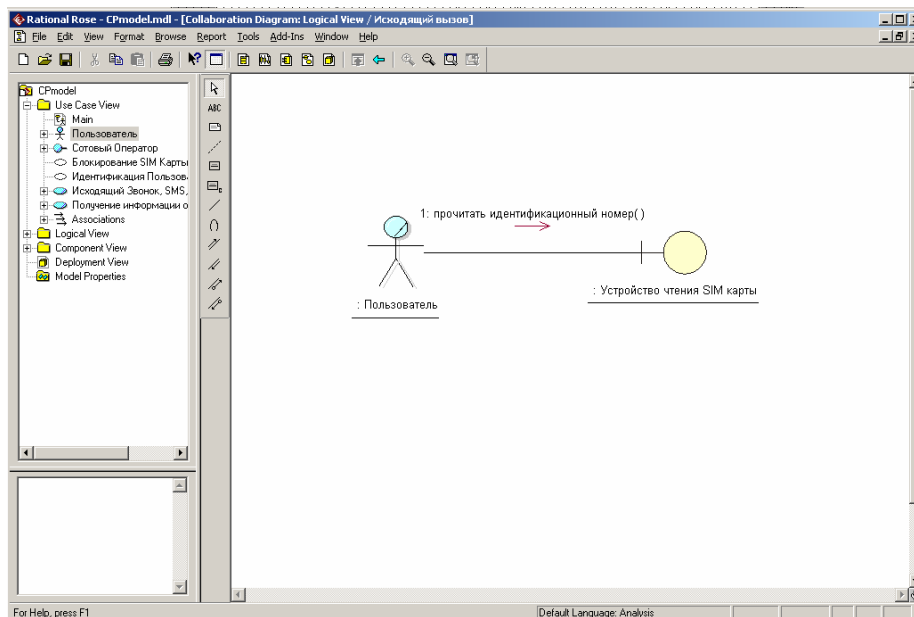 Rational Rose - CPmodel.mdl - [Collaboration Diagram: Logical View / Исходящий вызов]
File Edit View Format Browse Report Tools Add-Ins Window Help
CPmodel
Use Case View
Main
Пользователь
Сотовый Оператор
Блокирование SIM Карты
Идентификация Пользов
Исходящий Звонок, SMS,
Получение информации о
Associations
Logical View
Component View
Deployment View
Model Properties
ABC
1: прочитать идентификационный номер( )
: Пользователь
: Устройство чтения SIM карты
For Help, press F1
Default Language: Analysis